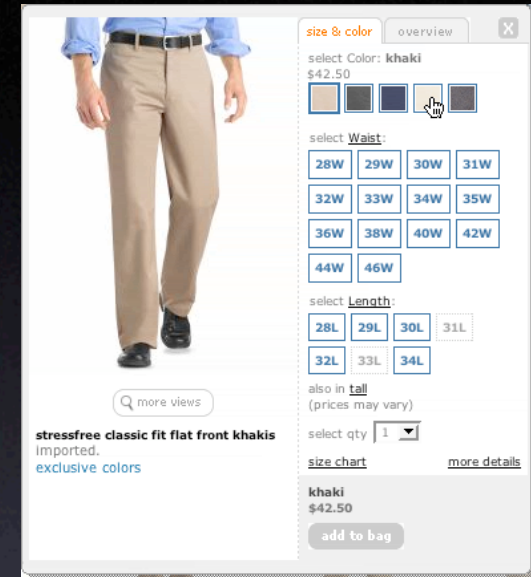 size & color
overview
X
select Color: khaki
$42.50
select Waist:
28W 29W 30W 31W
32W 33W 34W 35W
36W 38W 40W 42W
44W 46W
select Length:
28L 29L 30L 31L
32L 33L 34L
also in tall
(prices may vary)
select qty 1
size chart more details
khaki
$42.50
add to bag
more views
stressfree classic fit flat front khakis
imported.
exclusive colors